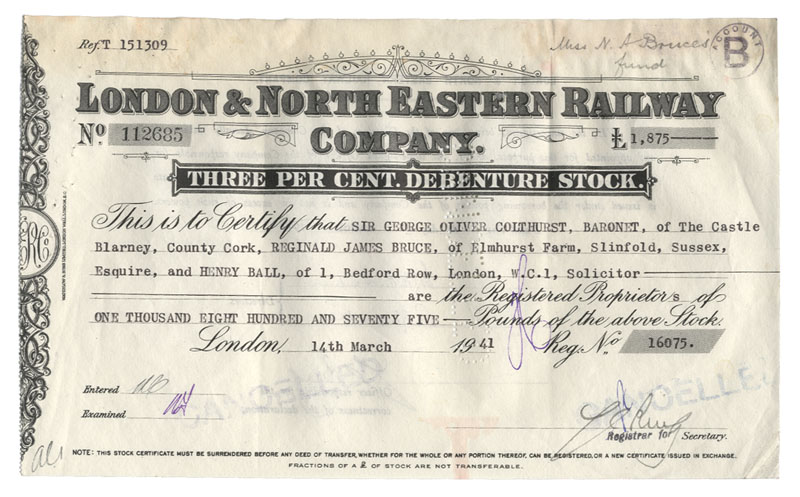 Ref. T 151309
Miss N. A Bruce's
fund
ACCOUNT
B
LONDON & NORTH EASTERN RAILWAY
COMPANY.
No 112685
£ 1,875
THREE PER CENT. DEBENTURE STOCK.
This is to Certify that SIR GEORGE OLIVER COLTHURST, BARONET, of The Castle
Blarney, County Cork, REGINALD JAMES BRUCE, of Elmhurst Farm, Slinfold, Sussex,
Esquire, and HENRY BALL, of 1, Bedford Row, London, W.C.1, Solicitor
are the Registered Proprietors of
ONE THOUSAND EIGHT HUNDRED AND SEVENTY FIVE Pounds of the above Stock.
London, 14th March 1941 Reg. No 16075.
CANCELLED
CANCELLED
Entered
Examined
Registrar for Secretary.
NOTE: THIS STOCK CERTIFICATE MUST BE SURRENDERED BEFORE ANY DEED OF TRANSFER, WHETHER FOR THE WHOLE OR ANY PORTION THEREOF, CAN BE REGISTERED, OR A NEW CERTIFICATE ISSUED IN EXCHANGE.
FRACTIONS OF A £ OF STOCK ARE NOT TRANSFERABLE.